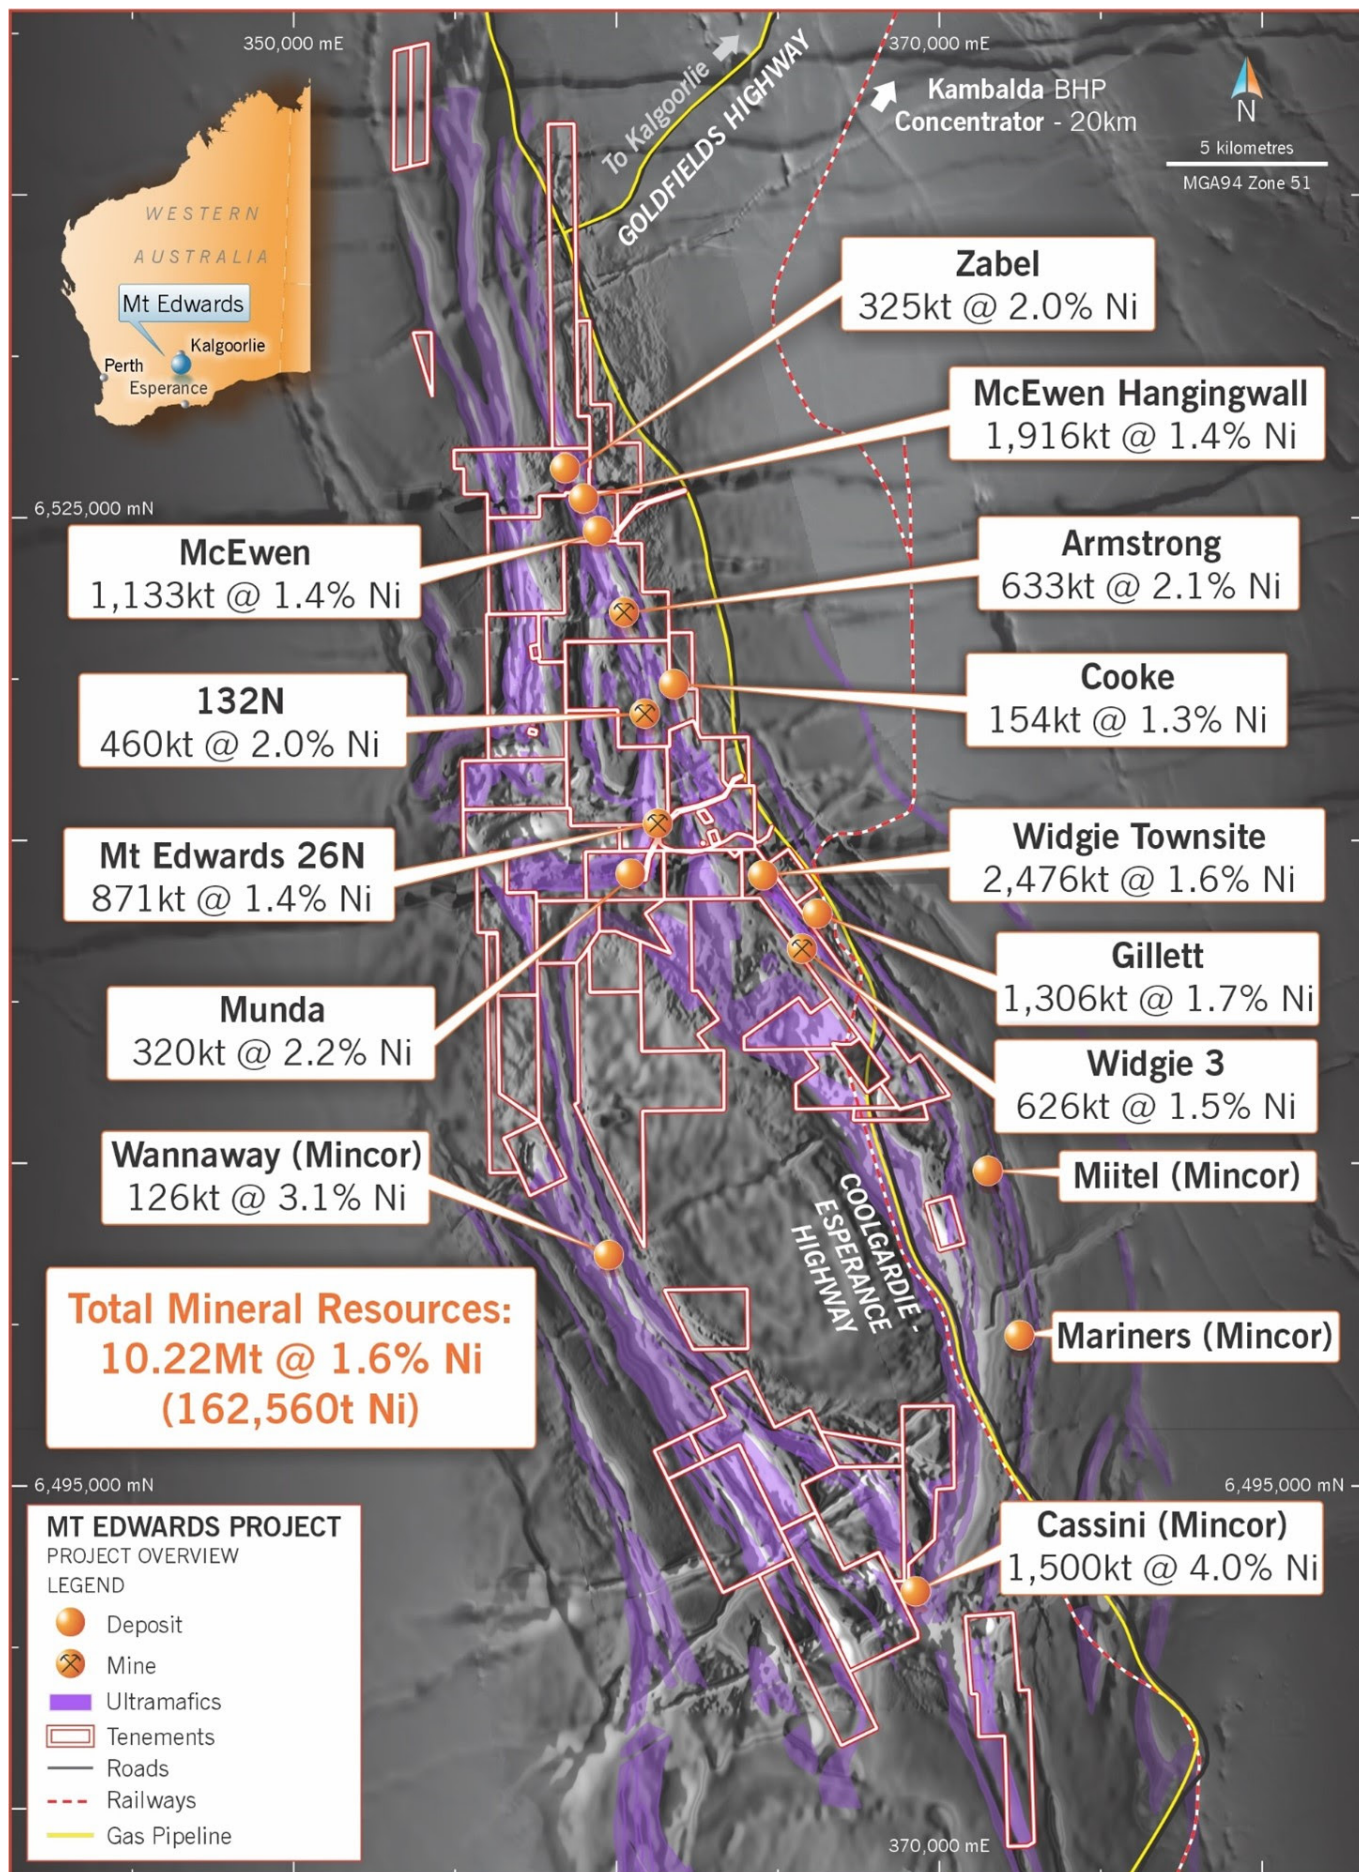 350,000 mE
370,000 mE
To Kalgoorlie
GOLDFIELDS HIGHWAY
Kambalda BHP
Concentrator - 20km
N
5 kilometres
MGA94 Zone 51
WESTERN
AUSTRALIA
Mt Edwards
Kalgoorlie
Perth
Esperance
Zabel
325kt @ 2.0% Ni
McEwen Hangingwall
1,916kt @ 1.4% Ni
6,525,000 mN
McEwen
1,133kt @ 1.4% Ni
Armstrong
633kt @ 2.1% Ni
132N
460kt @ 2.0% Ni
Cooke
154kt @ 1.3% Ni
Mt Edwards 26N
871kt @ 1.4% Ni
Widgie Townsite
2,476kt @ 1.6% Ni
Gillett
1,306kt @ 1.7% Ni
Munda
320kt @ 2.2% Ni
Widgie 3
626kt @ 1.5% Ni
Wannaway (Mincor)
126kt @ 3.1% Ni
Miitel (Mincor)
COOLGARDIE -
ESPERANCE
HIGHWAY
Total Mineral Resources:
10.22Mt @ 1.6% Ni
(162,560t Ni)
Mariners (Mincor)
6,495,000 mN
6,495,000 mN
Cassini (Mincor)
1,500kt @ 4.0% Ni
MT EDWARDS PROJECT
PROJECT OVERVIEW
LEGEND
Deposit
Mine
Ultramafics
Tenements
Roads
Railways
Gas Pipeline
370,000 mE